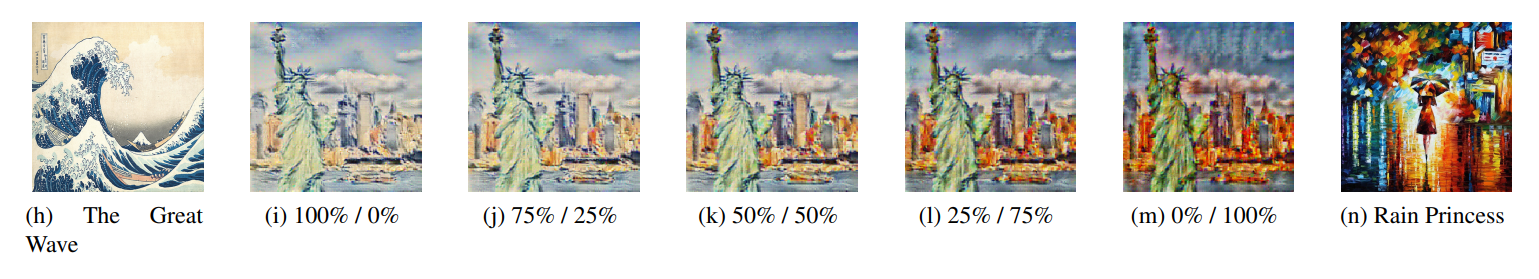 (h) The Great
Wave
(i) 100% / 0%
(j) 75% / 25%
(k) 50% / 50%
(l) 25% / 75%
(m) 0% / 100%
(n) Rain Princess